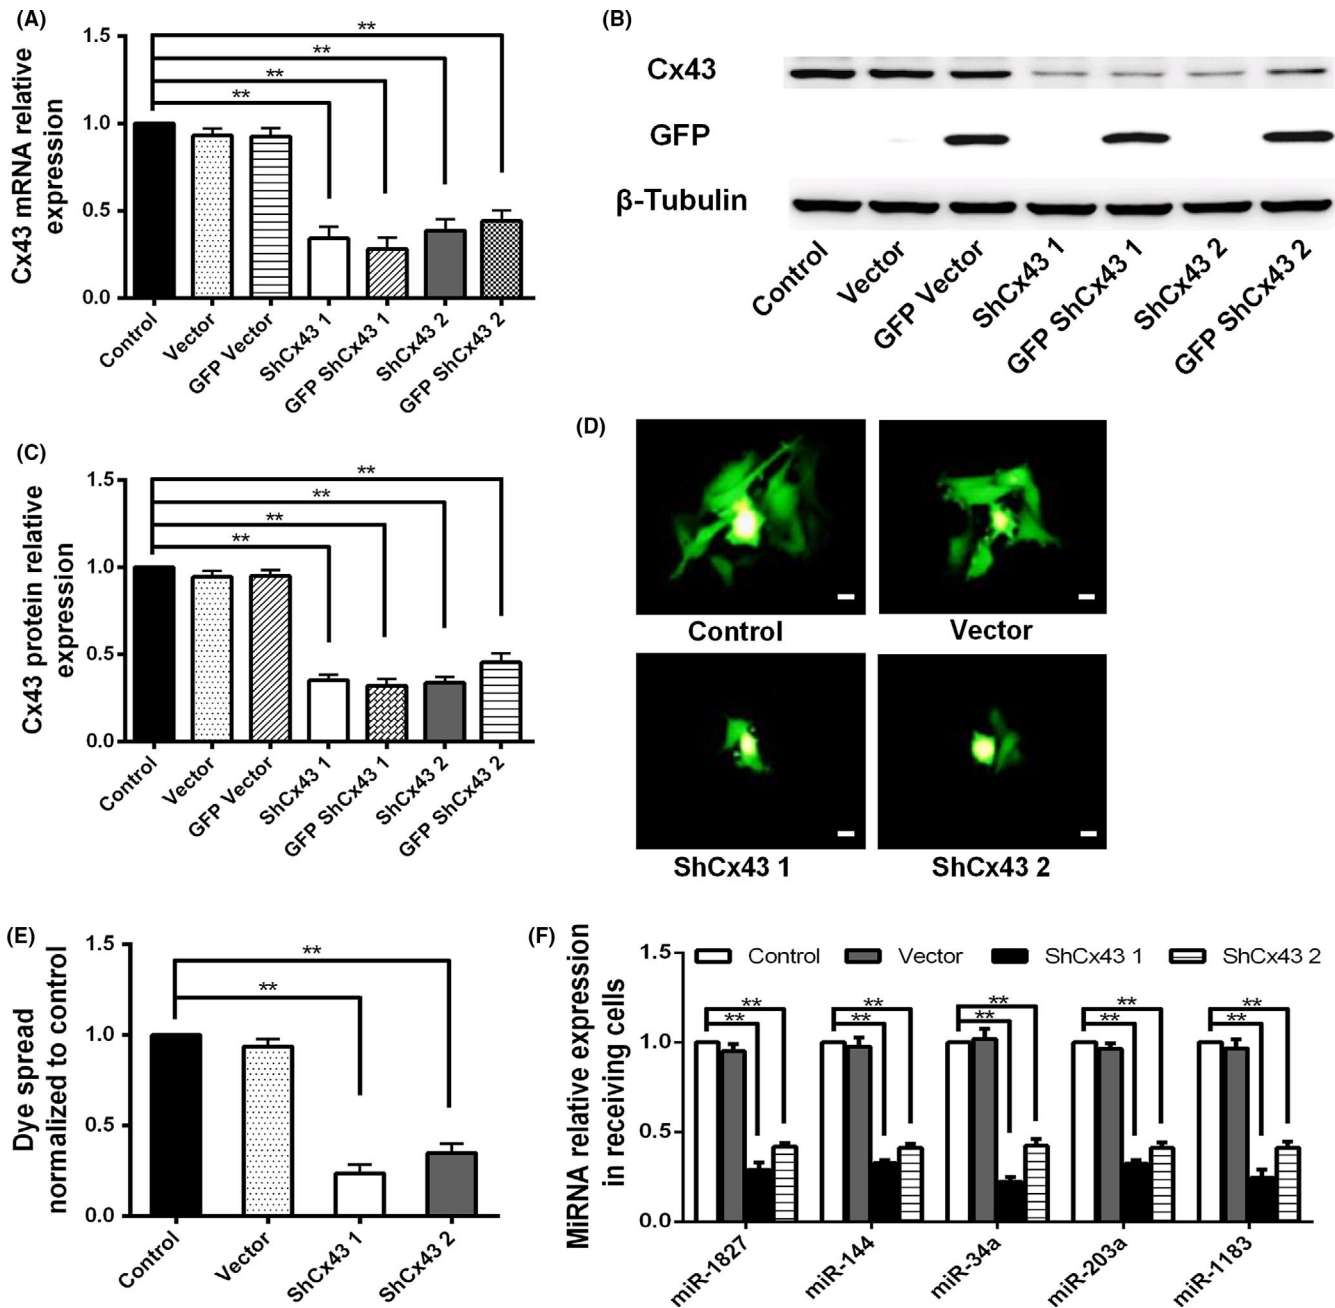 (A)
Cx43 mRNA relative
expression
1.5
1.0
0.5
0.0
**
**
**
**
Control
Vector
GFP Vector
ShCx43 1
GFP ShCx43 1
ShCx43 2
GFP ShCx43 2
(B)
Cx43
GFP
β-Tubulin
Control
Vector
GFP Vector
ShCx43 1
GFP ShCx43 1
ShCx43 2
GFP ShCx43 2
(C)
Cx43 protein relative
expression
1.5
1.0
0.5
0.0
**
**
**
**
Control
Vector
GFP Vector
ShCx43 1
GFP ShCx43 1
ShCx43 2
GFP ShCx43 2
(D)
Control
Vector
ShCx43 1
ShCx43 2
(E)
Dye spread
normalized to control
1.5
1.0
0.5
0.0
**
**
Control
Vector
ShCx43 1
ShCx43 2
(F)
MiRNA relative expression
in receiving cells
1.5
1.0
0.5
0.0
Control
Vector
ShCx43 1
ShCx43 2
**
**
**
**
**
**
**
**
**
**
miR-1827
miR-144
miR-34a
miR-203a
miR-1183